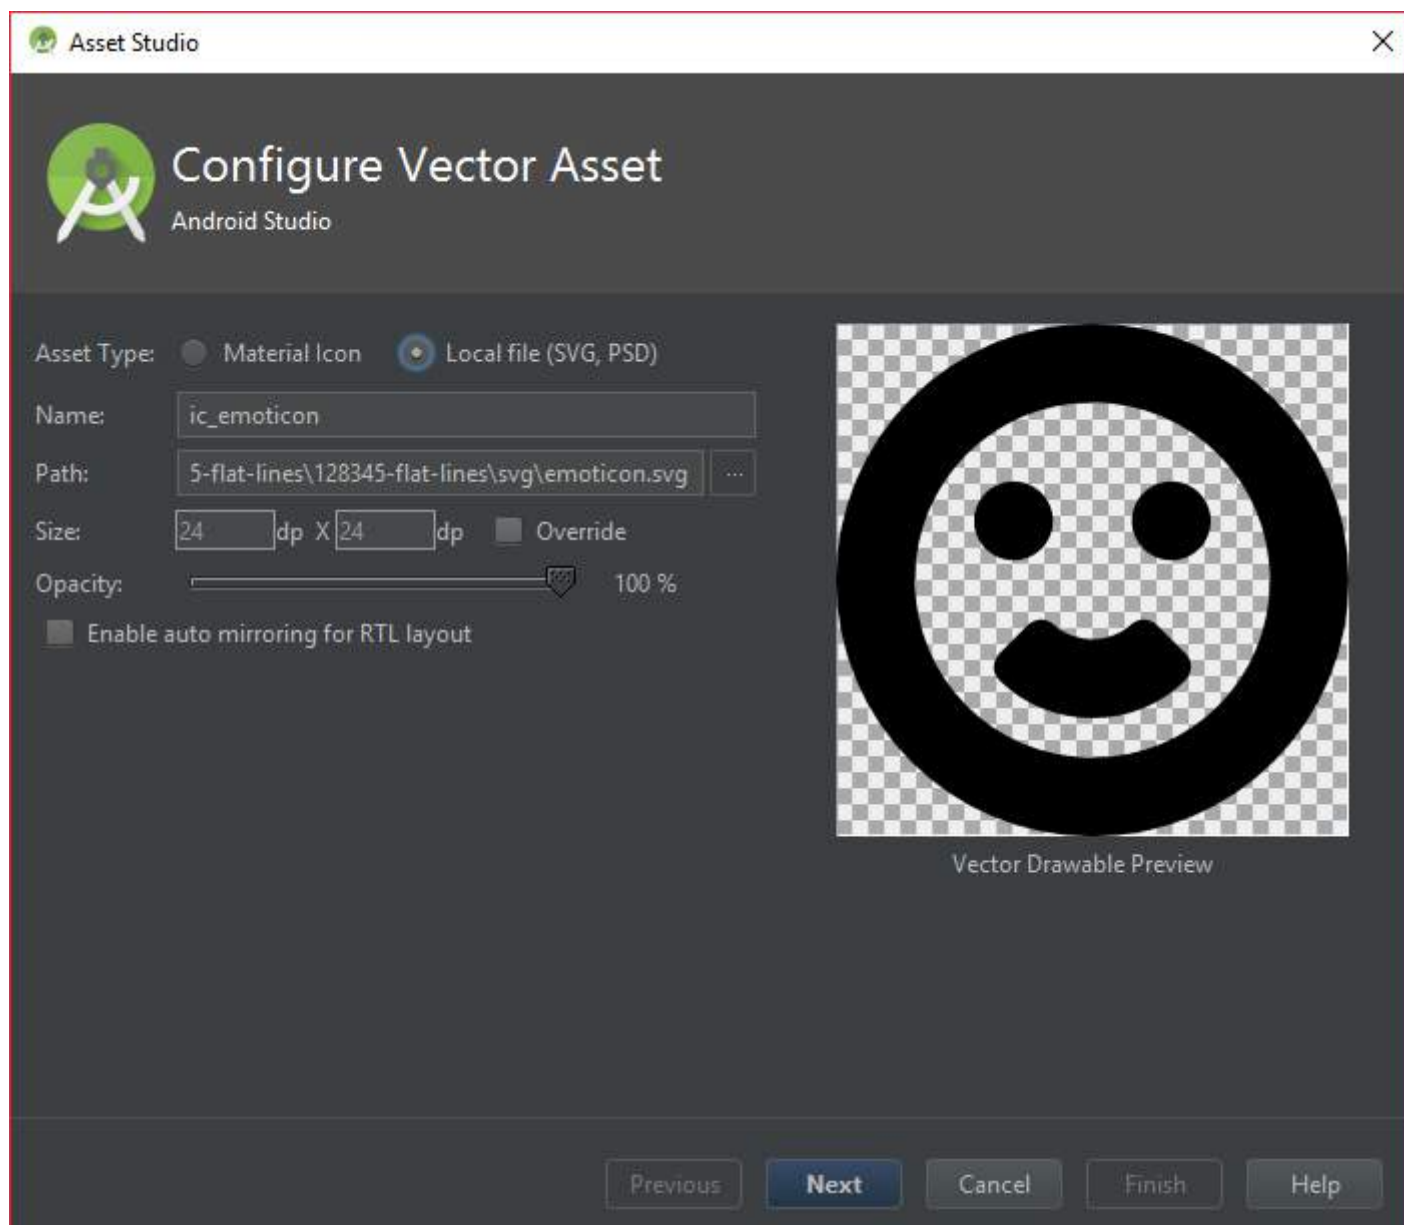 Asset Studio
Configure Vector Asset
Android Studio
Asset Type: Material Icon Local file (SVG, PSD)
Name: ic_emoticon
Path: 5-flat-lines\128345-flat-lines\svg\emoticon.svg ...
Size: 24 dp X 24 dp Override
Opacity: 100 %
Enable auto mirroring for RTL layout
Vector Drawable Preview
Previous Next Cancel Finish Help